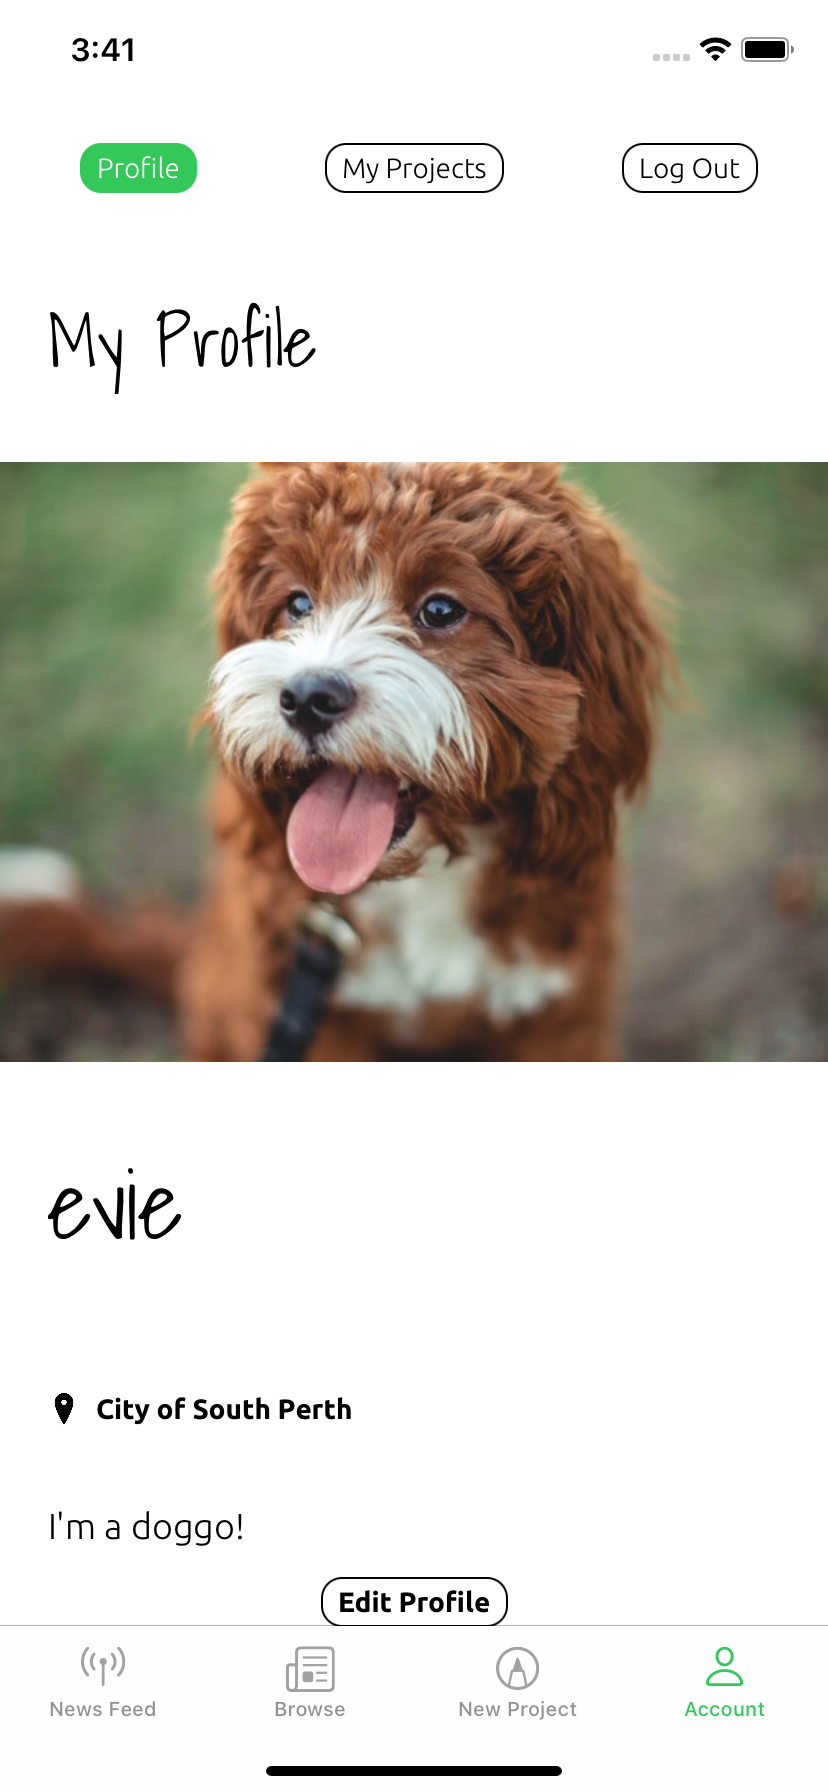 3:41
Profile My Projects Log Out
My Profile
evie
City of South Perth
I'm a doggo!
Edit Profile
News Feed Browse New Project Account